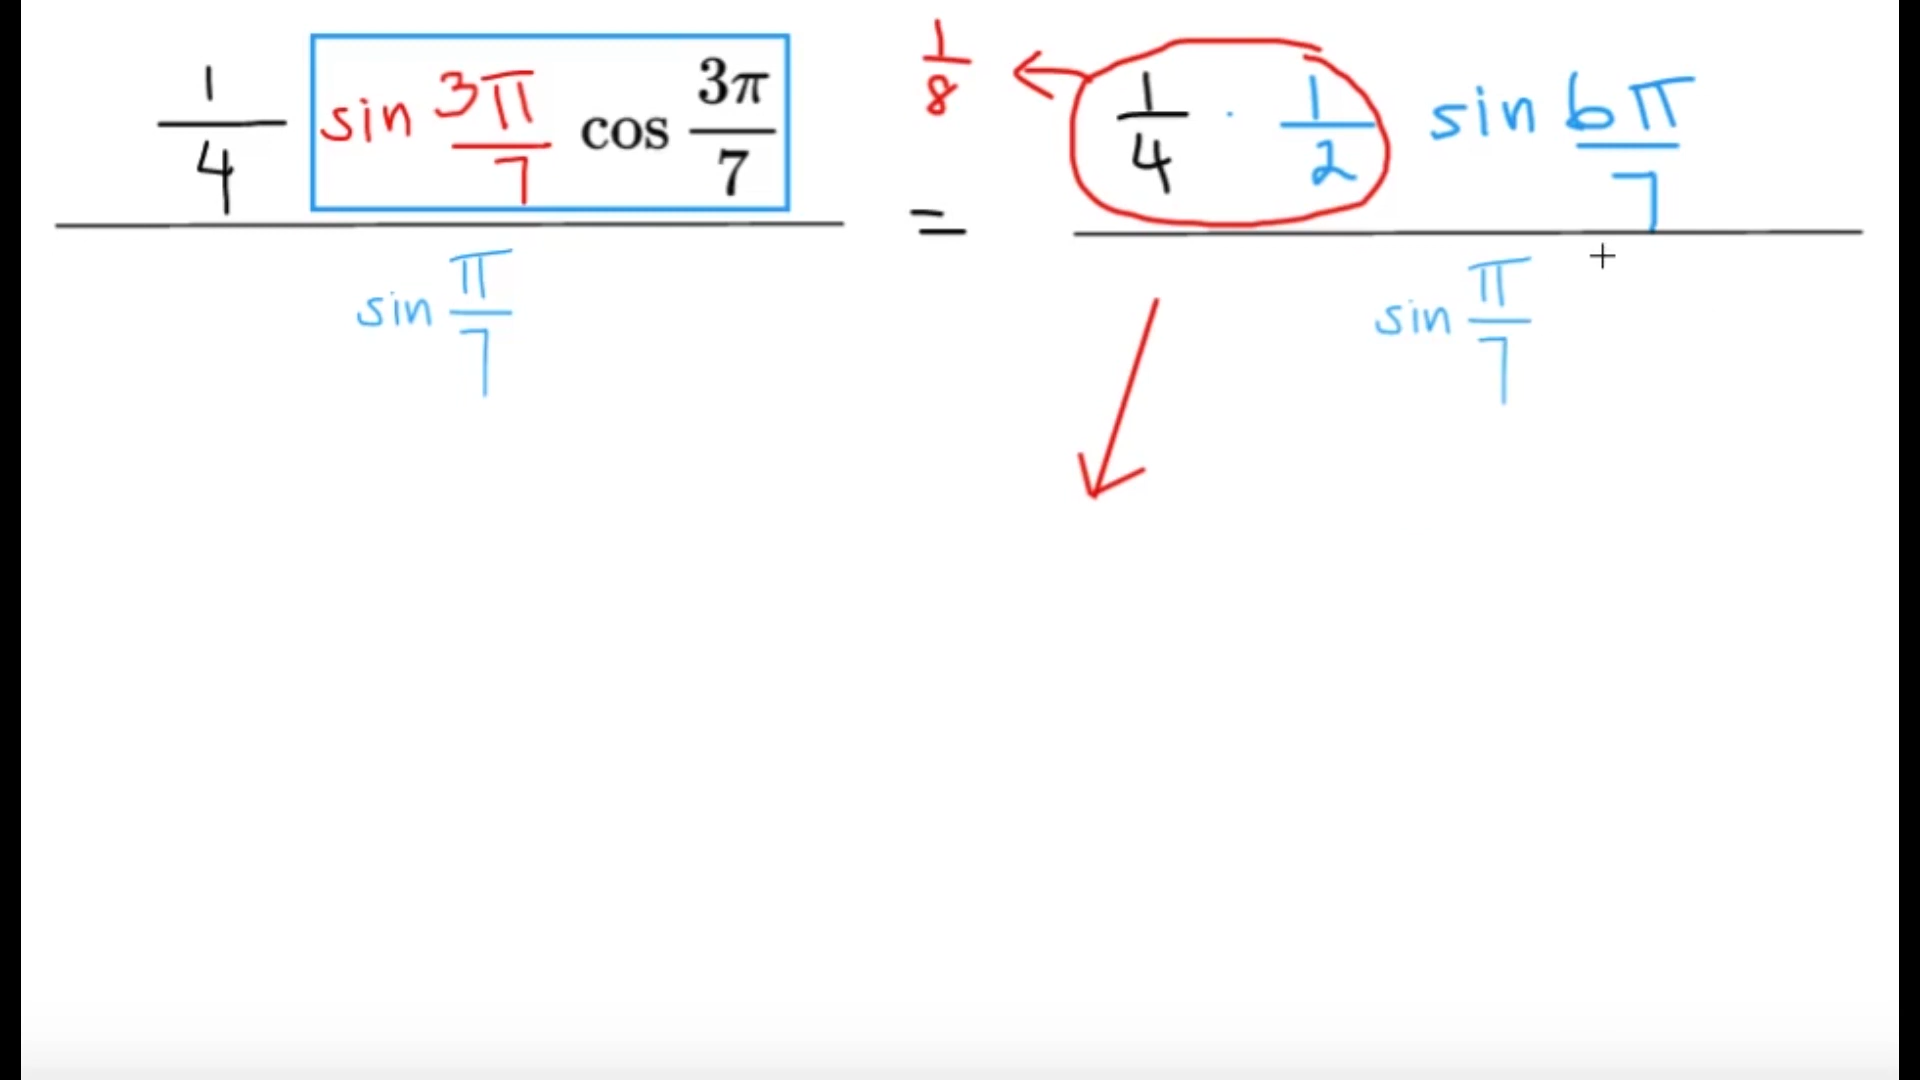 1/4 sin 3π/7 cos 3π/7 / sin π/7 = 1/4 · 1/2 sin 6π/7 / sin π/7
1/8